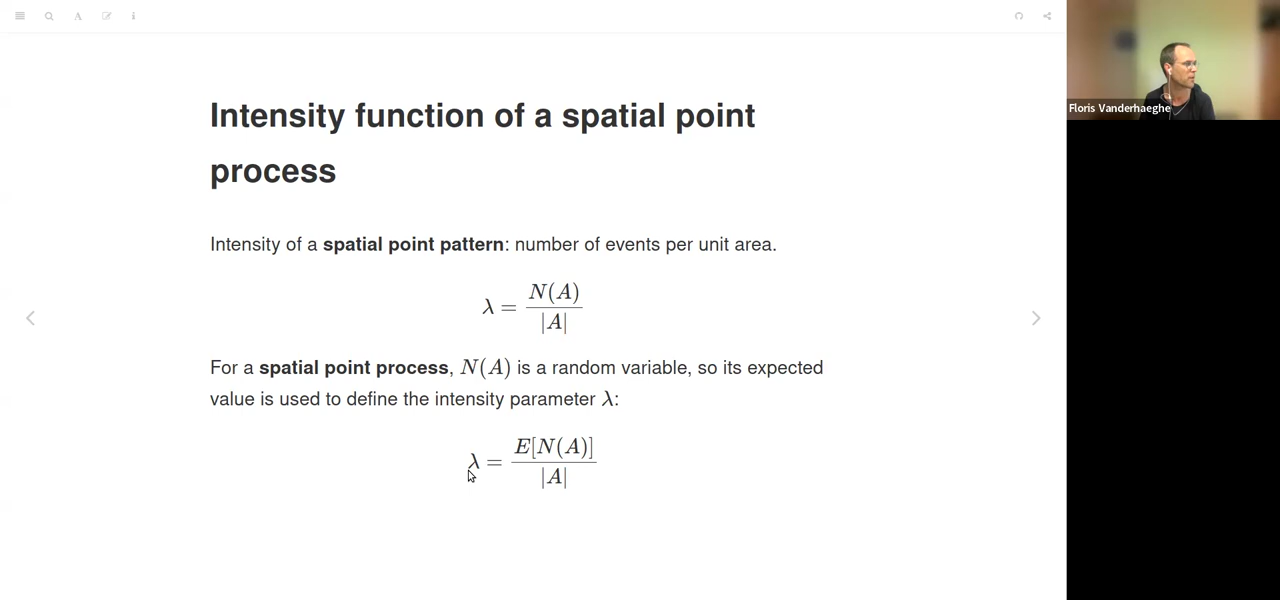 Intensity function of a spatial point
process
Intensity of a spatial point pattern: number of events per unit area.
λ = N(A) / |A|
For a spatial point process, N(A) is a random variable, so its expected
value is used to define the intensity parameter λ:
λ = E[N(A)] / |A|
Floris Vanderhaeghe